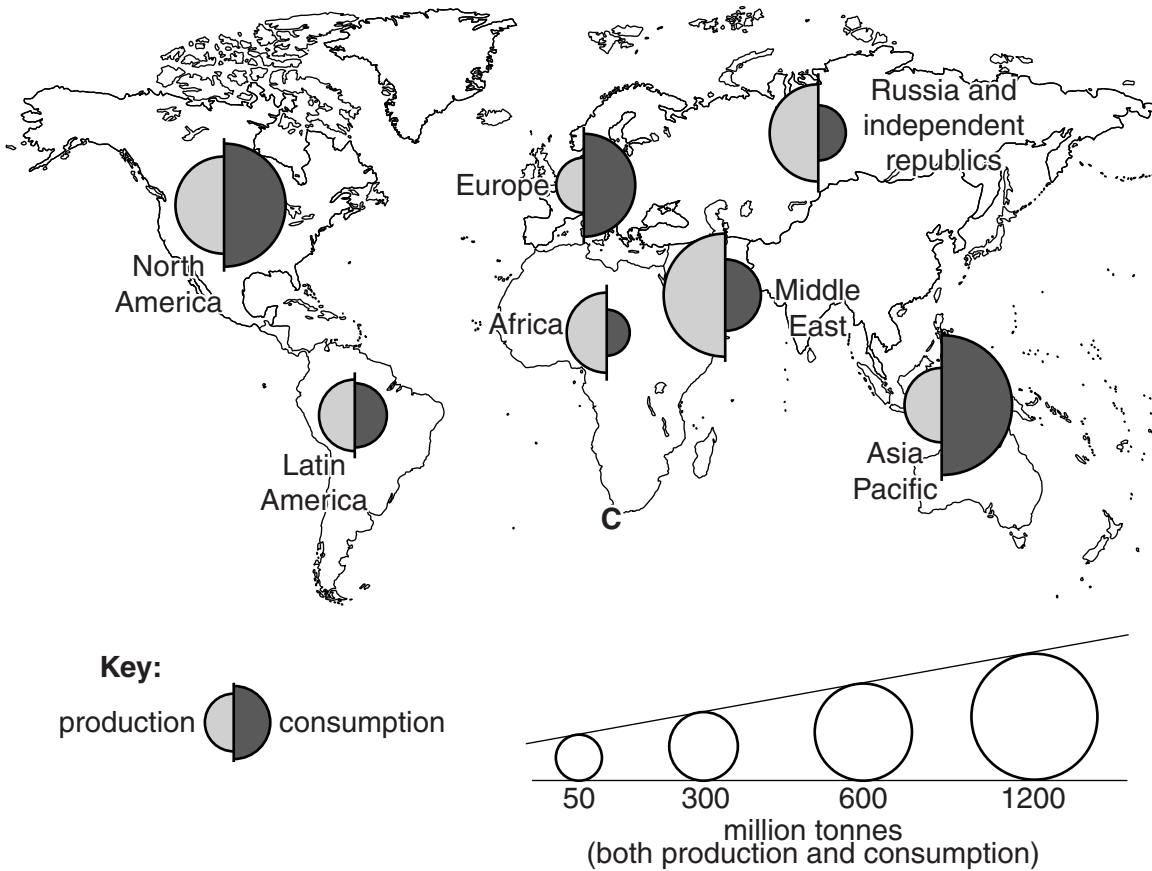 Russia and
independent
republics
Europe
North
America
Africa
Middle
East
Latin
America
Asia
Pacific
C
Key:
production
consumption
50 300 600 1200
million tonnes
(both production and consumption)